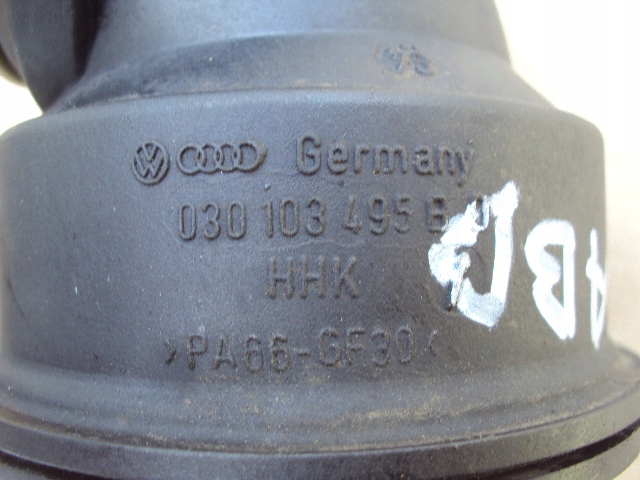 Germany
030 103 495 B
HHK
>PA66-GF30<